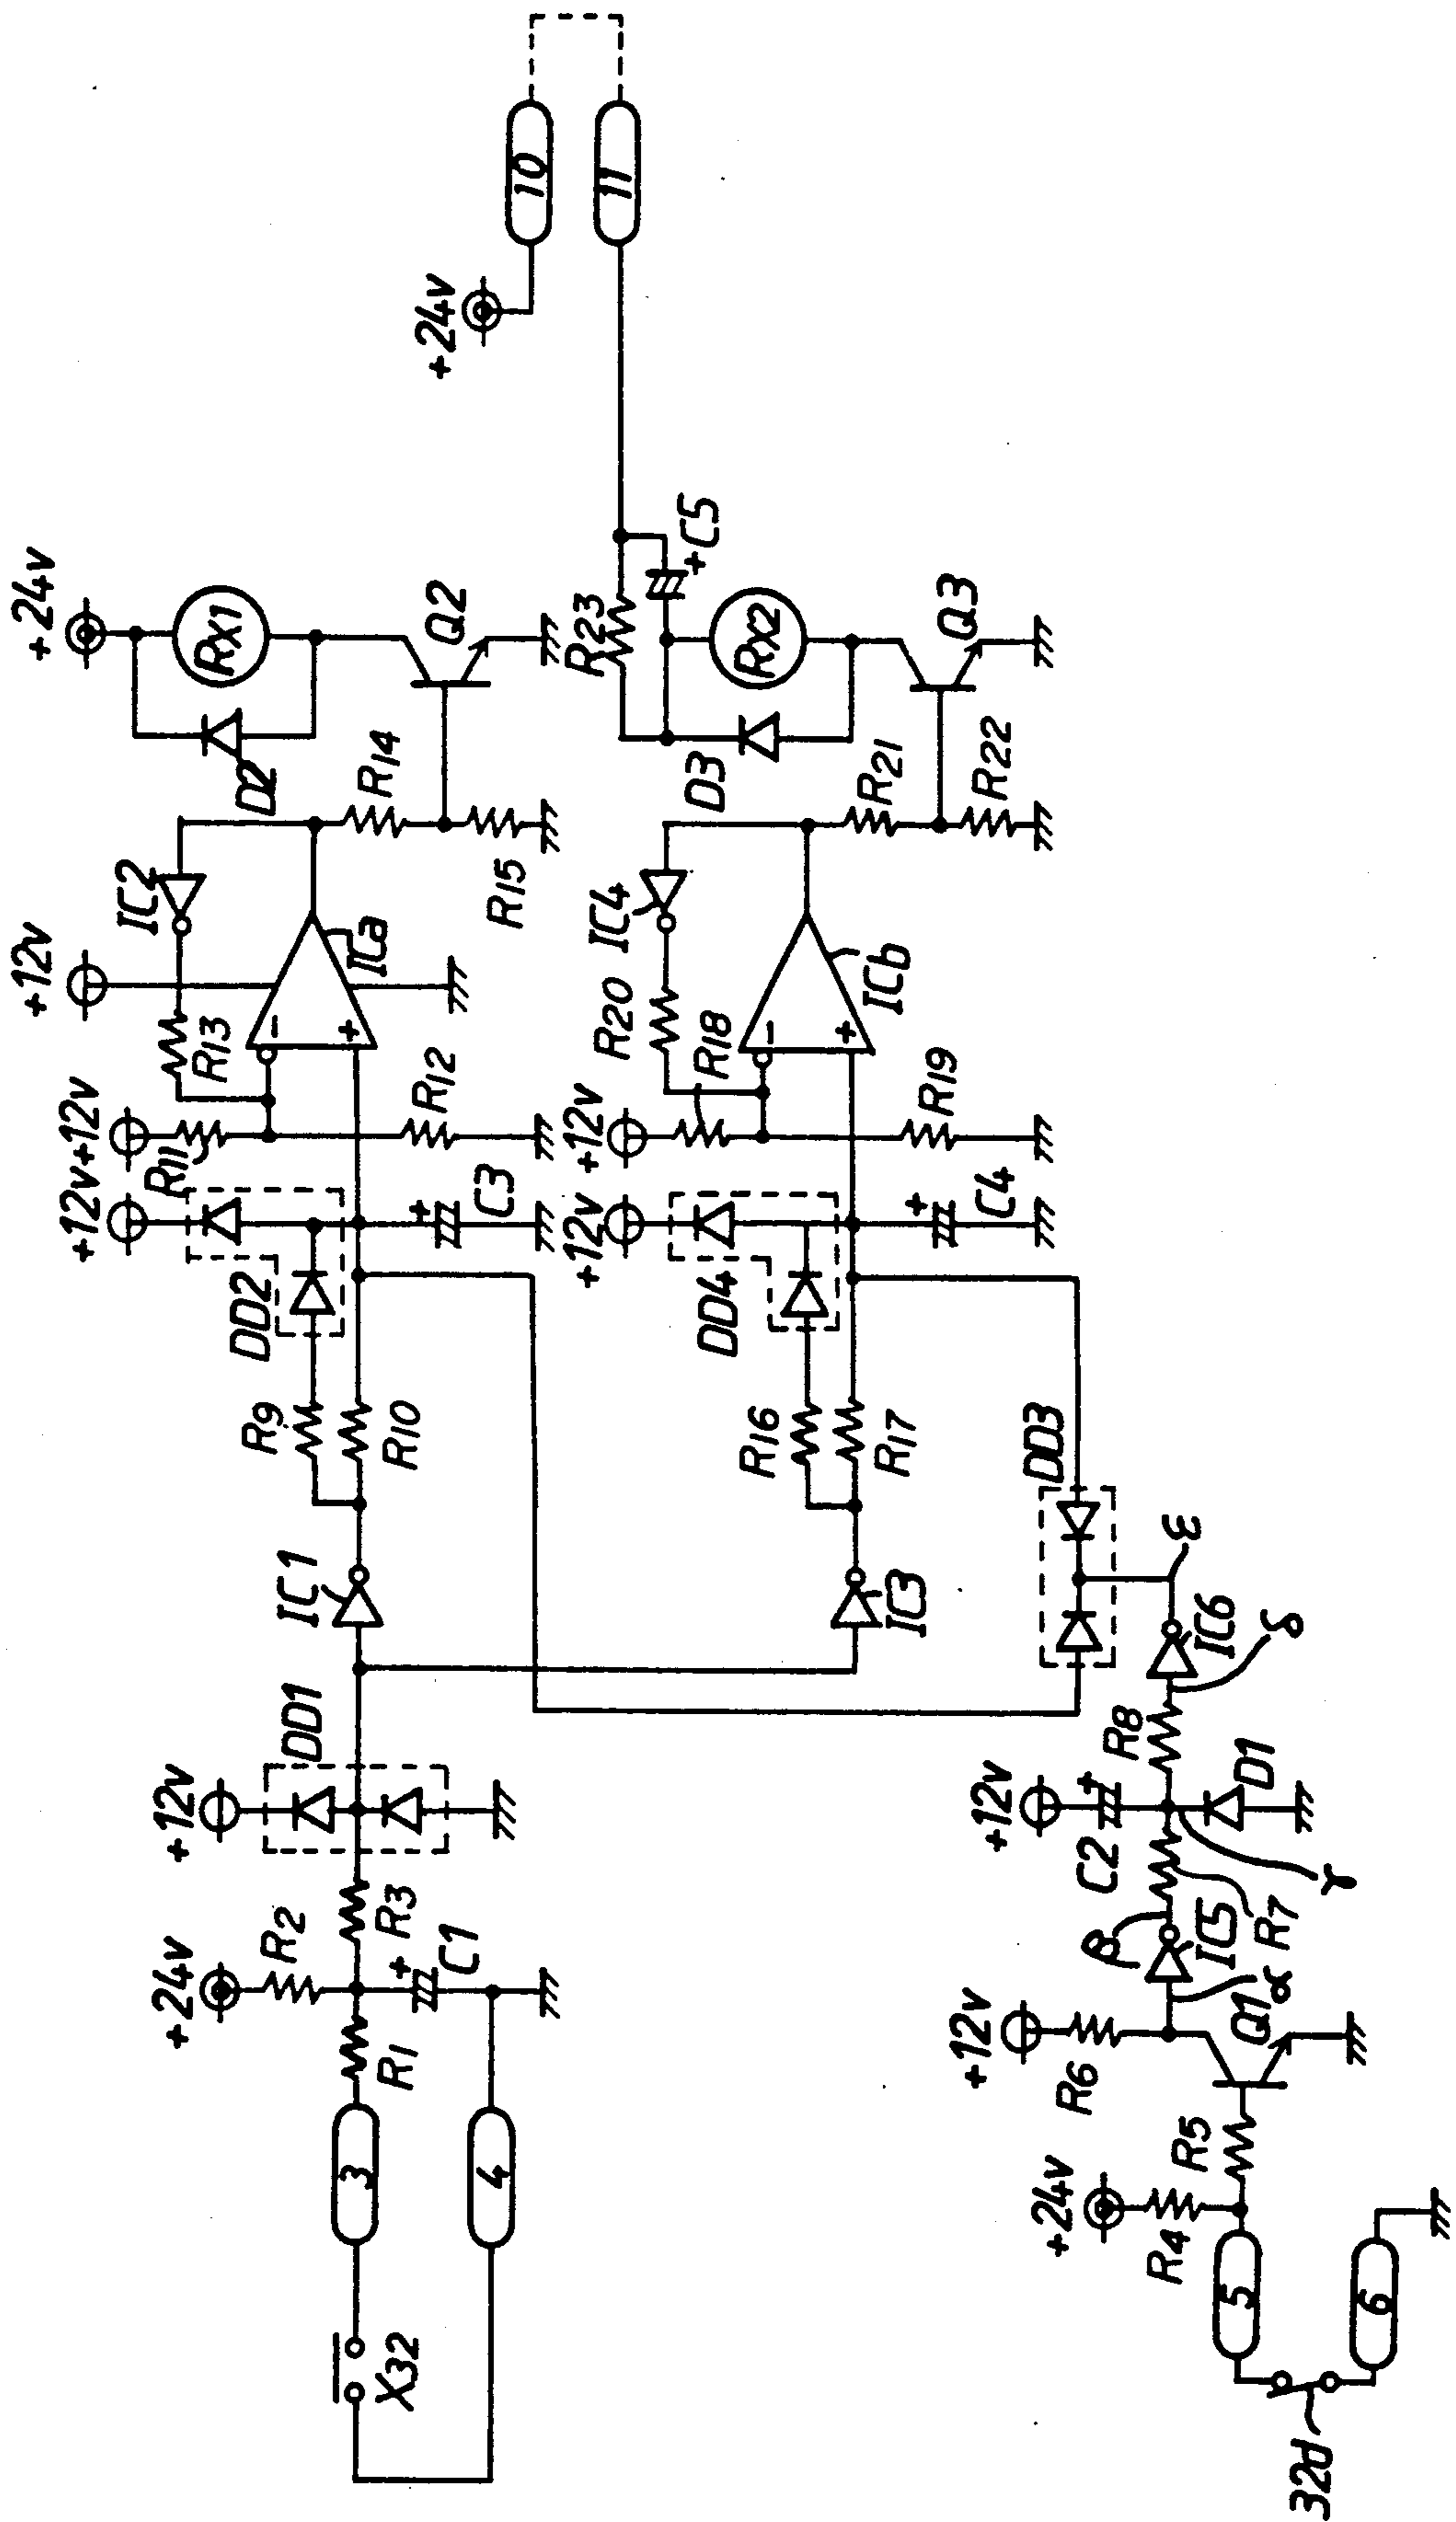 +24v
Rx1
D2
Q2
+12v
IC2
R13
ICa
R14
R15
+12v
+12v
R11
R12
DD2
C3
R9
R10
IC1
DD1
+12v
+24v
R2
R3
C1
R1
3
4
X32
+24v
10
11
R23
+C5
Rx2
D3
Q3
R21
R22
IC4
R20
R18
ICb
+12v
R19
+12v
DD4
C4
R16
R17
IC3
DD3
ε
IC6
δ
R8
+12v
C2
D1
γ
R7
β
IC5
α
+12v
R6
Q1
R5
+24v
R4
5
6
32d